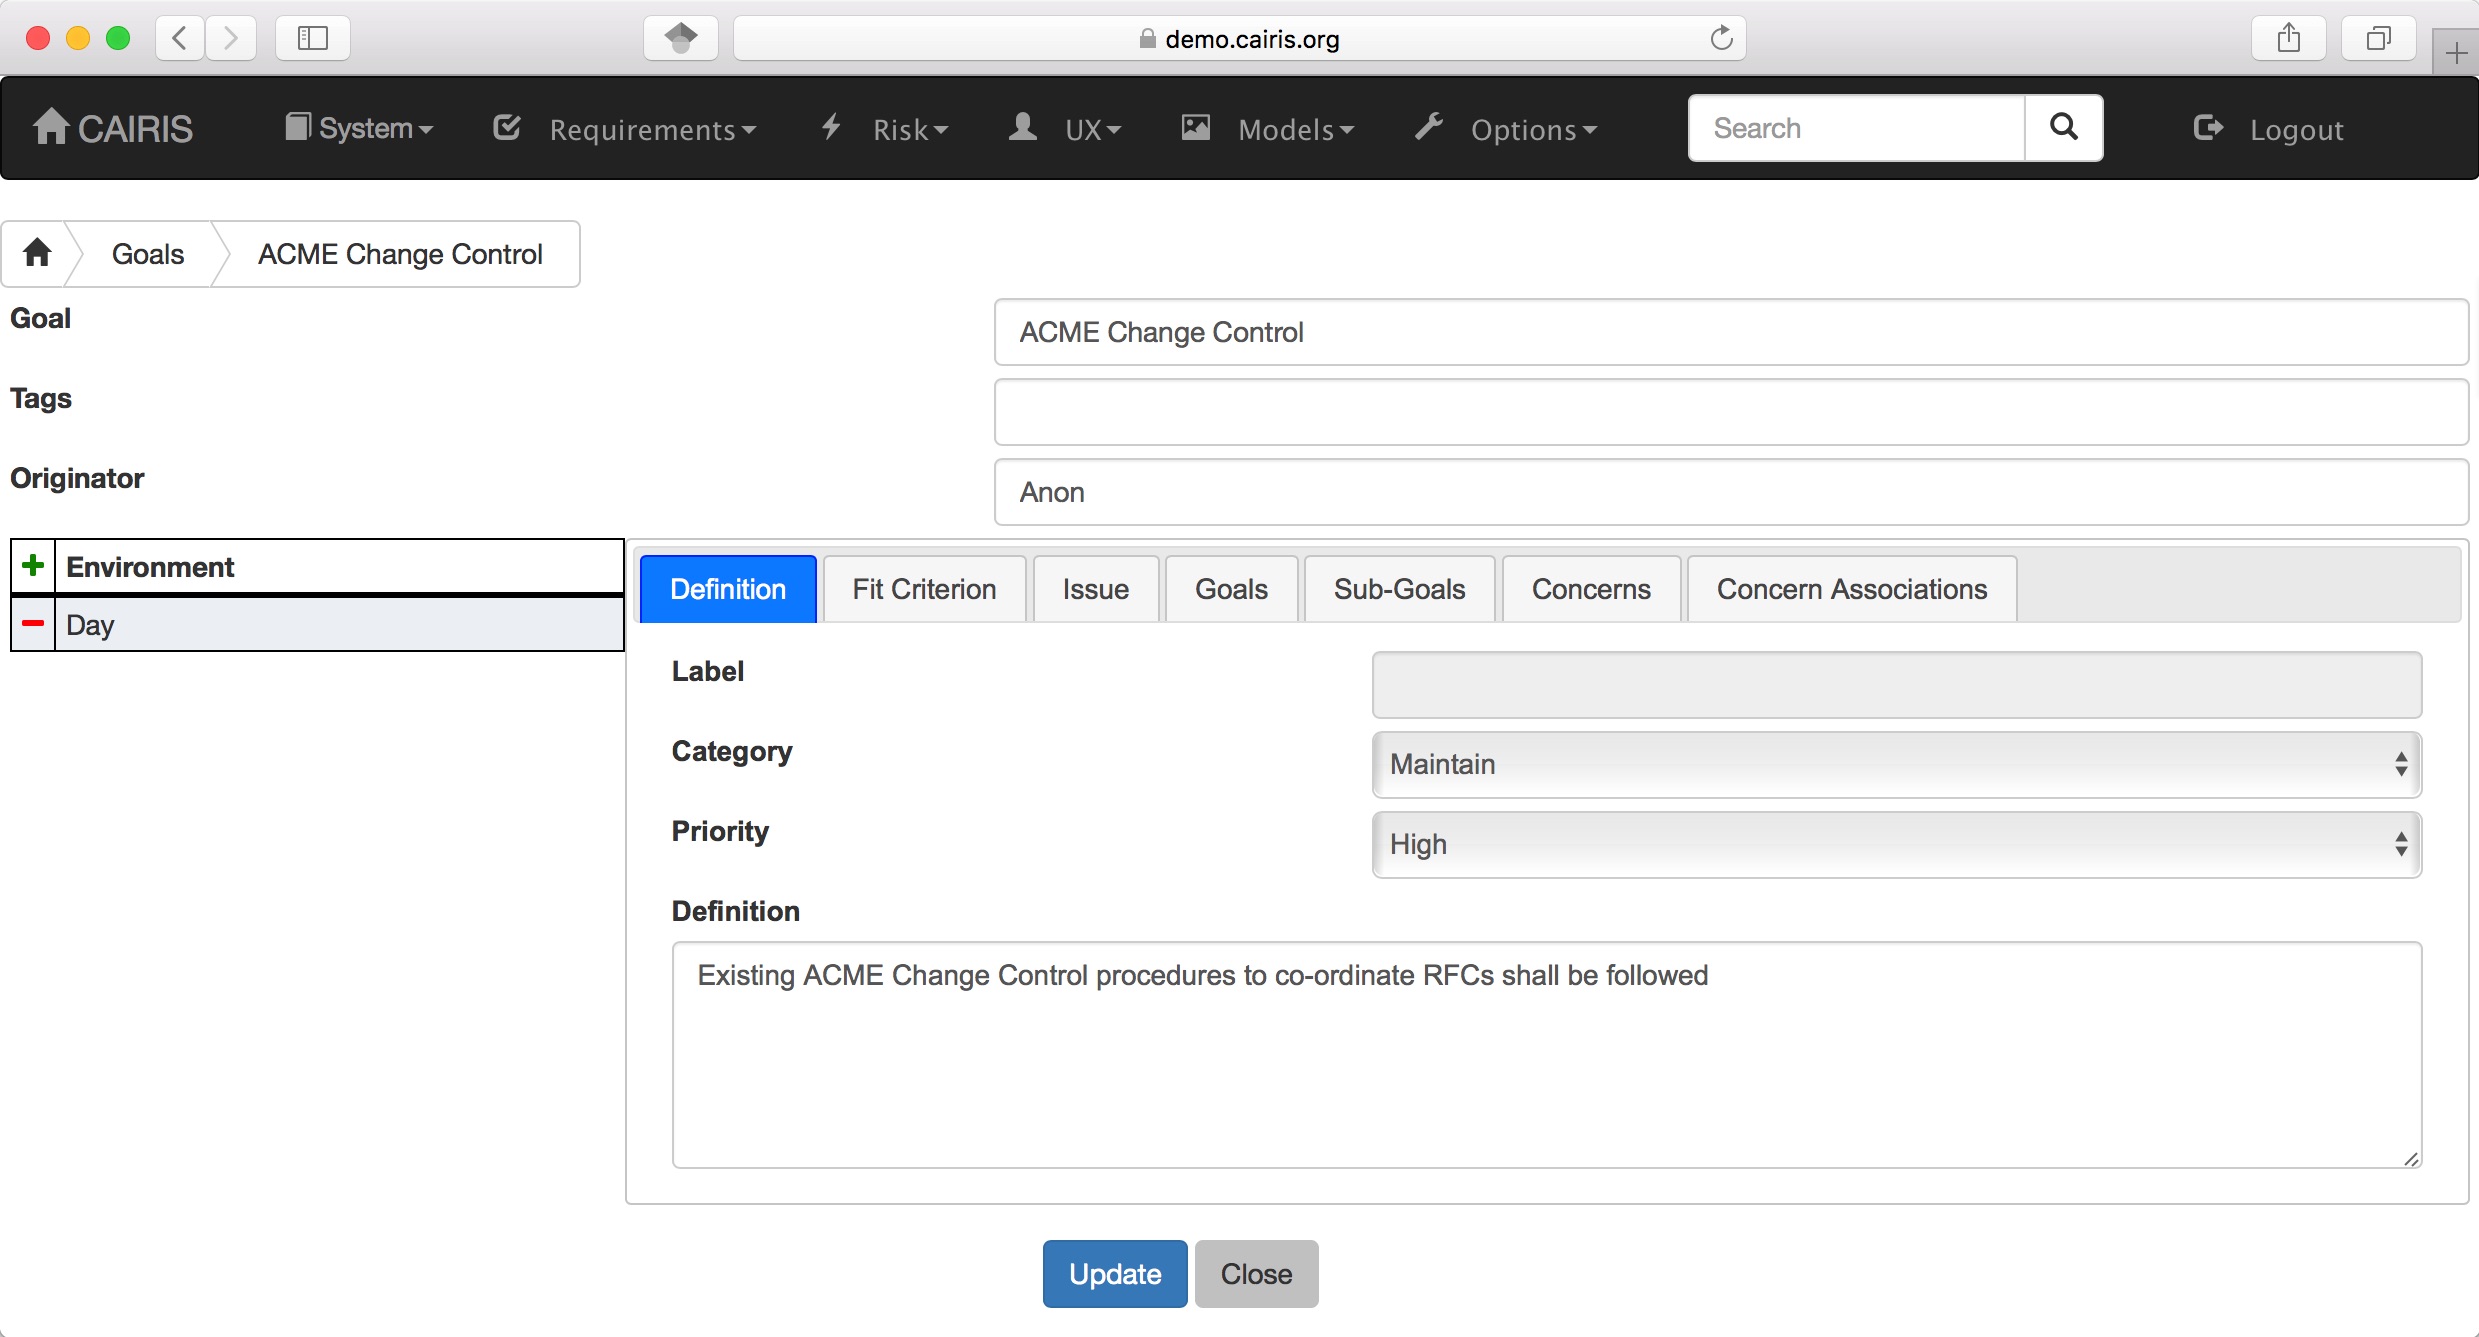 demo.cairis.org
CAIRIS System Requirements Risk UX Models Options Search Logout
Goals ACME Change Control
Goal ACME Change Control
Tags
Originator Anon
Environment
Day
Definition Fit Criterion Issue Goals Sub-Goals Concerns Concern Associations
Label
Category Maintain
Priority High
Definition
Existing ACME Change Control procedures to co-ordinate RFCs shall be followed
Update Close